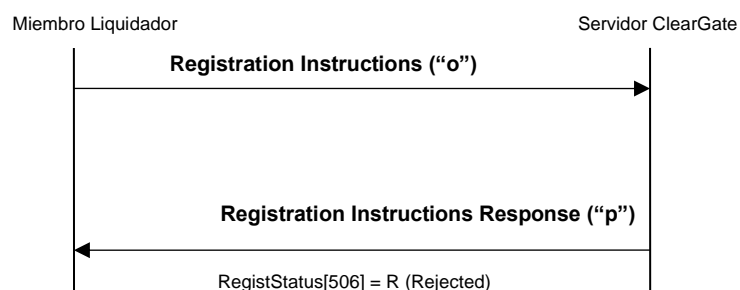 Miembro Liquidador
Servidor ClearGate
Registration Instructions (“o”)
Registration Instructions Response (“p”)
RegistStatus[506] = R (Rejected)